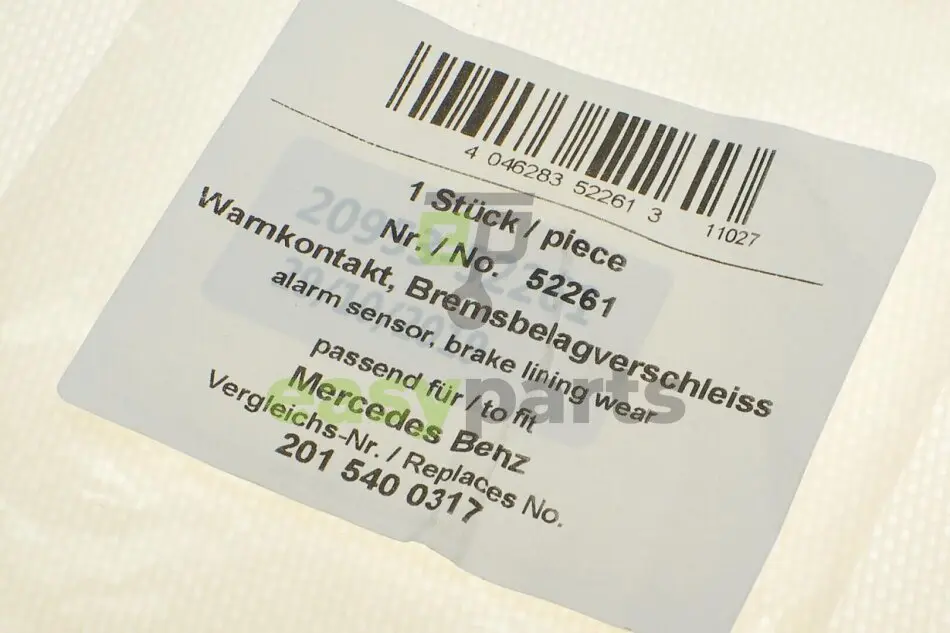 4 046283 52261 3
11027
1 Stück / piece
Nr. / No. 52261
Warnkontakt, Bremsbelagverschleiss
alarm sensor, brake lining wear
passend für / to fit
easyparts
Mercedes Benz
Vergleichs-Nr. / Replaces No.
201 540 0317